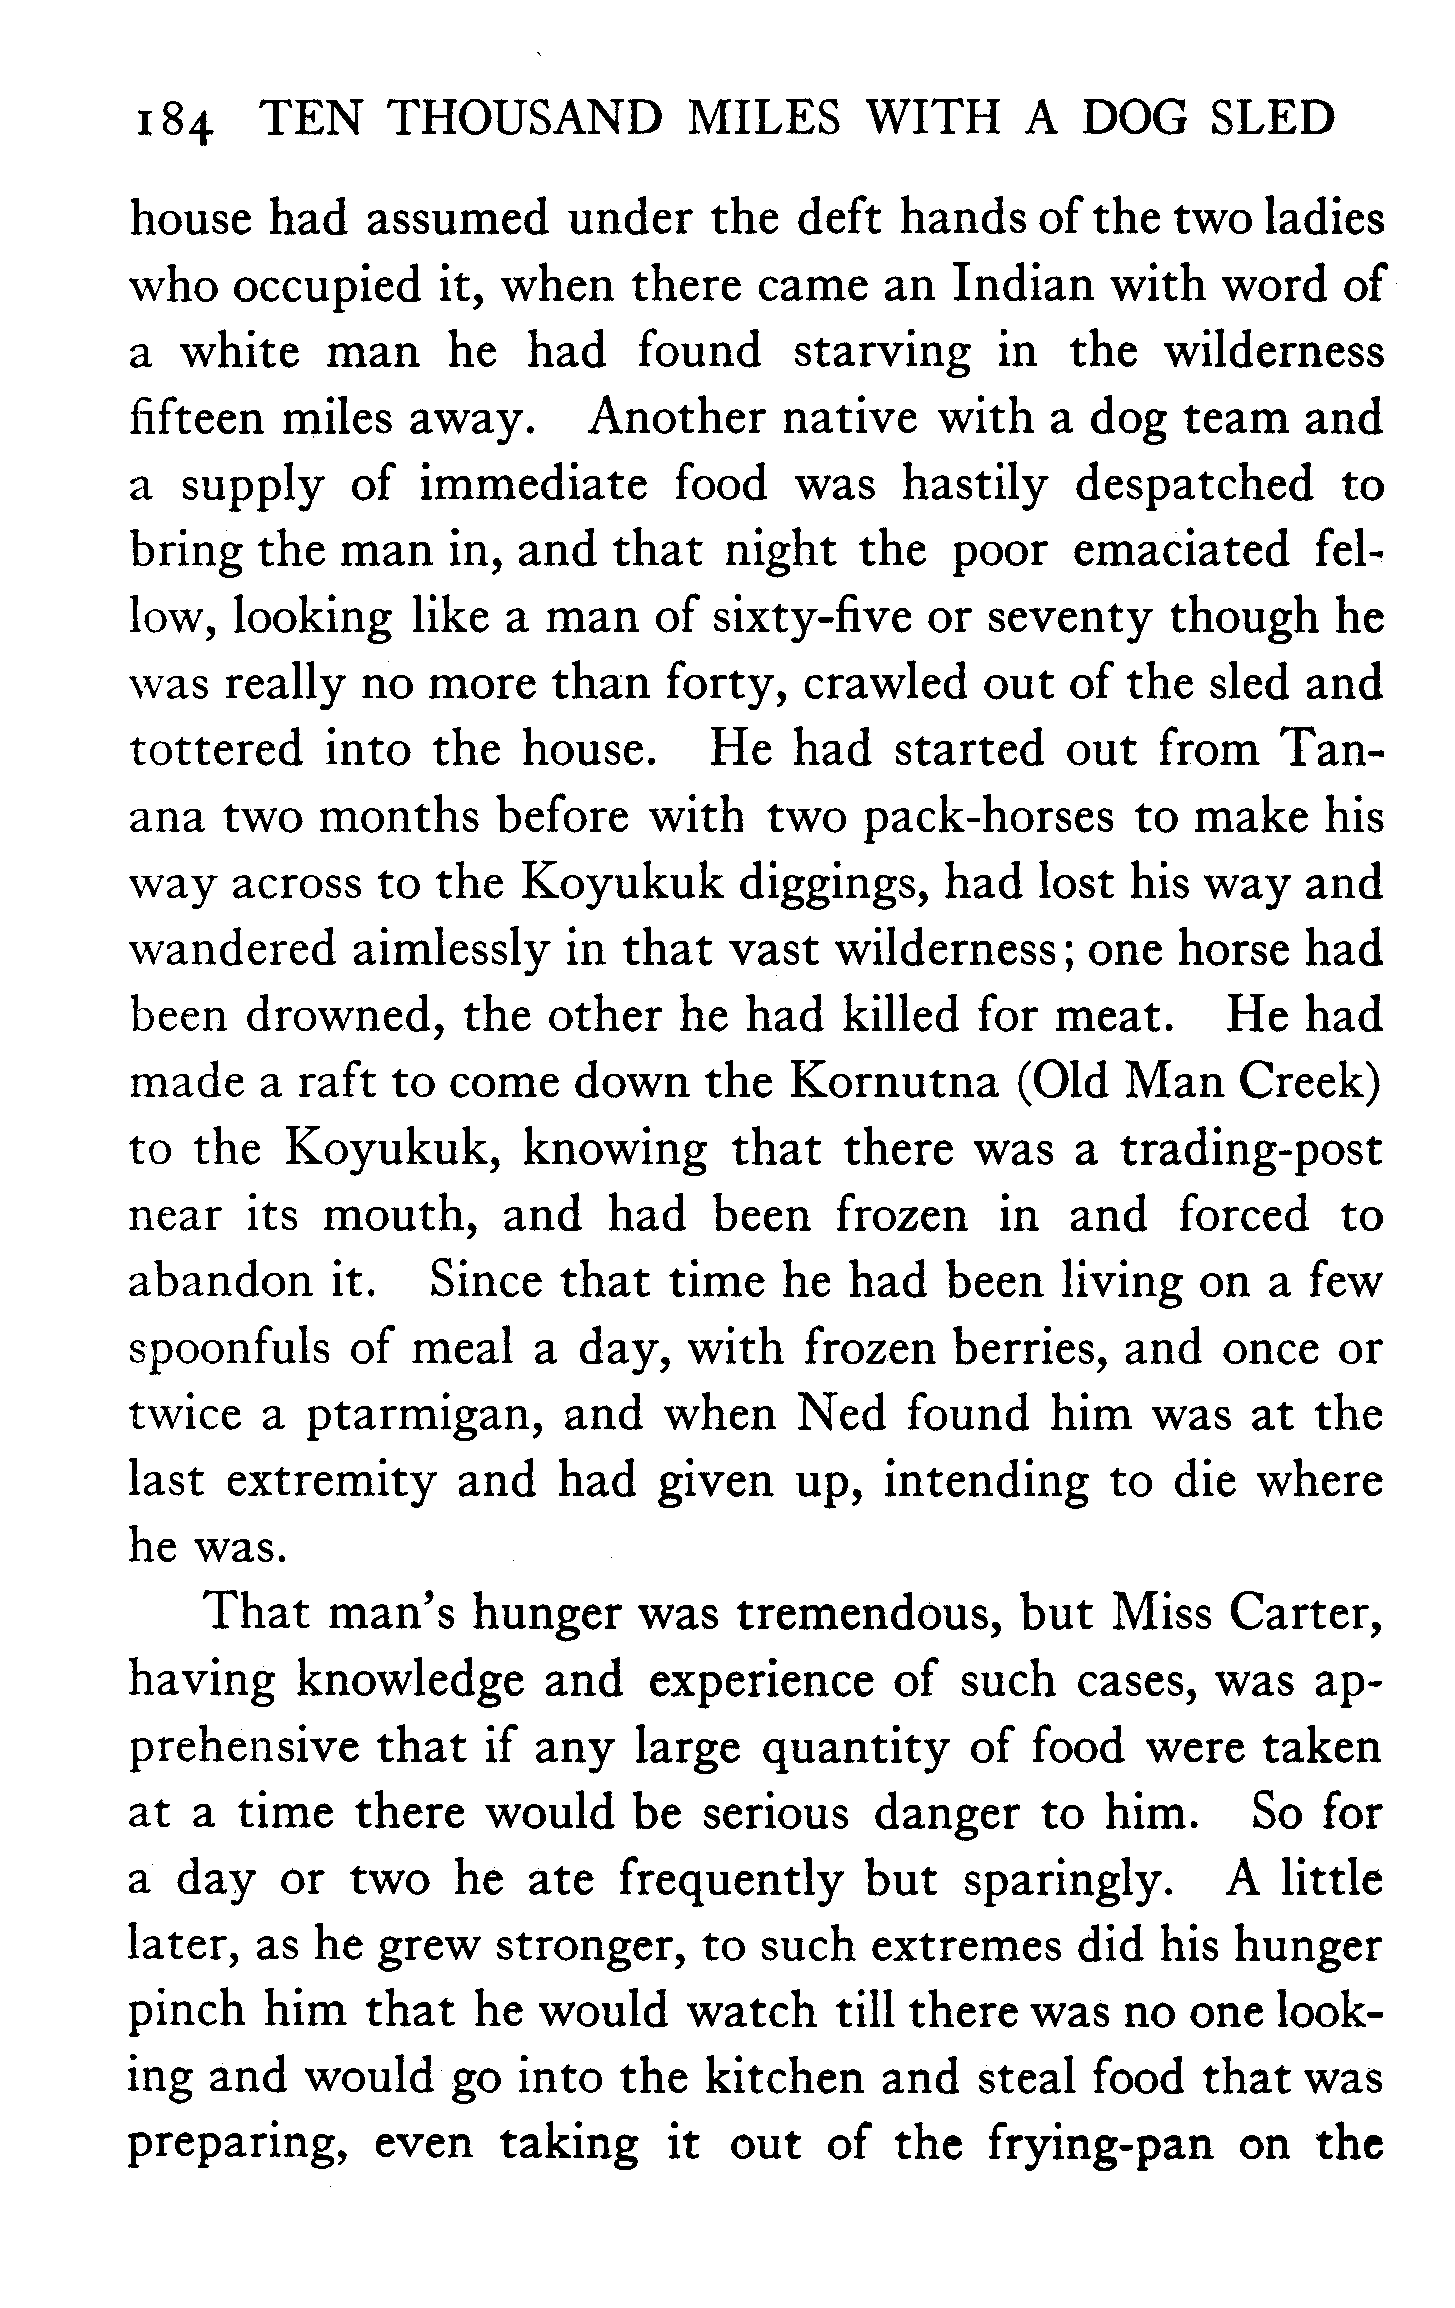 184 TEN THOUSAND MILES WITH A DOG SLED
house had assumed under the deft hands of the two ladies
who occupied it, when there came an Indian with word of
a white man he had found starving in the wilderness
fifteen miles away. Another native with a dog team and
a supply of immediate food was hastily despatched to
bring the man in, and that night the poor emaciated fel-
low, looking like a man of sixty-five or seventy though he
was really no more than forty, crawled out of the sled and
tottered into the house. He had started out from Tan-
ana two months before with two pack-horses to make his
way across to the Koyukuk diggings, had lost his way and
wandered aimlessly in that vast wilderness; one horse had
been drowned, the other he had killed for meat. He had
made a raft to come down the Kornutna (Old Man Creek)
to the Koyukuk, knowing that there was a trading-post
near its mouth, and had been frozen in and forced to
abandon it. Since that time he had been living on a few
spoonfuls of meal a day, with frozen berries, and once or
twice a ptarmigan, and when Ned found him was at the
last extremity and had given up, intending to die where
he was.
That man's hunger was tremendous, but Miss Carter,
having knowledge and experience of such cases, was ap-
prehensive that if any large quantity of food were taken
at a time there would be serious danger to him. So for
a day or two he ate frequently but sparingly. A little
later, as he grew stronger, to such extremes did his hunger
pinch him that he would watch till there was no one look-
ing and would go into the kitchen and steal food that was
preparing, even taking it out of the frying-pan on the